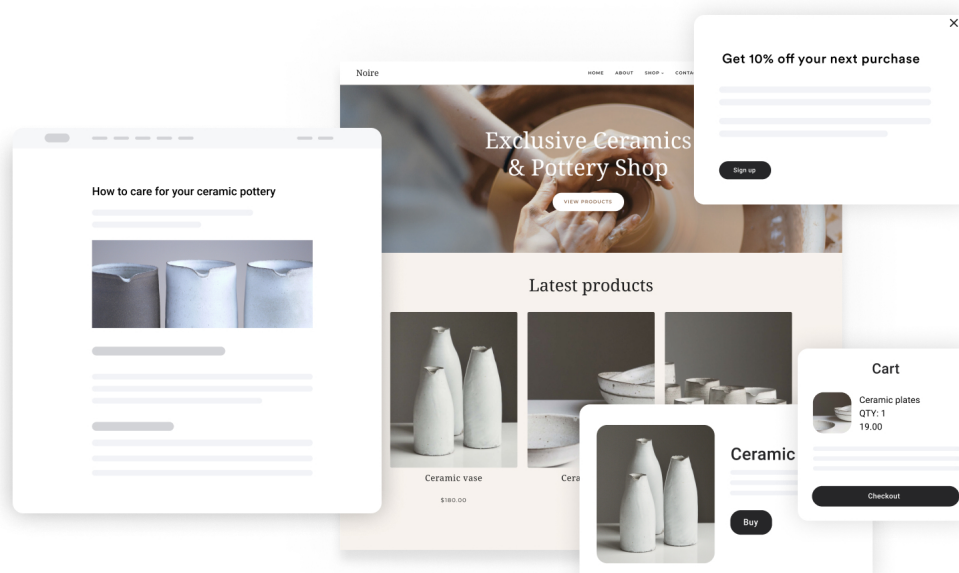 Get 10% off your next purchase
Sign up
Noire
HOME ABOUT SHOP
Exclusive Ceramics
& Pottery Shop
VIEW PRODUCTS
How to care for your ceramic pottery
Latest products
Ceramic vase
$180.00
Ceramic
Buy
Cart
Ceramic plates
QTY: 1
19.00
Checkout